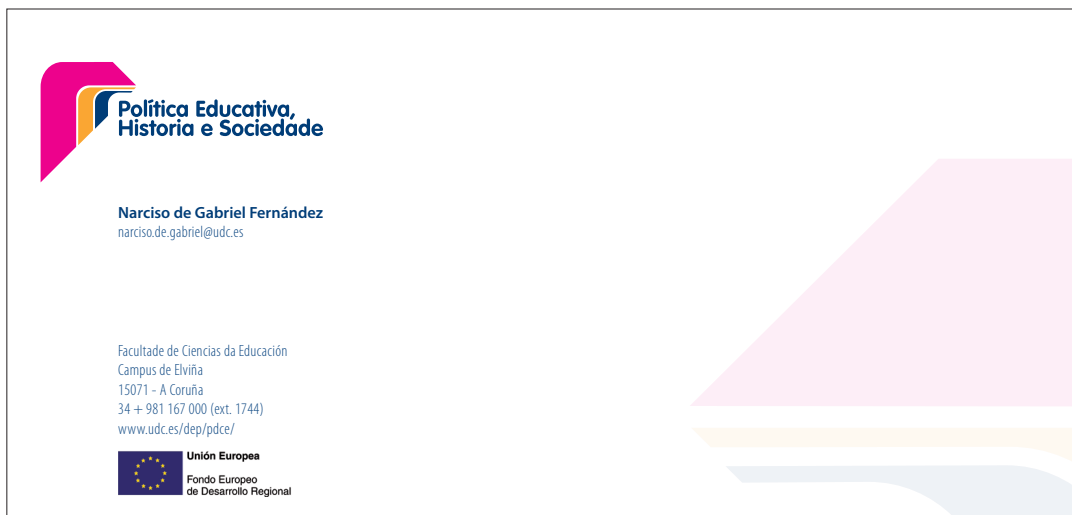 Política Educativa,
Historia e Sociedade
Narciso de Gabriel Fernández
narciso.de.gabriel@udc.es
Facultade de Ciencias da Educación
Campus de Elviña
15071 - A Coruña
34 + 981 167 000 (ext. 1744)
www.udc.es/dep/pdce/
Unión Europea
Fondo Europeo
de Desarrollo Regional